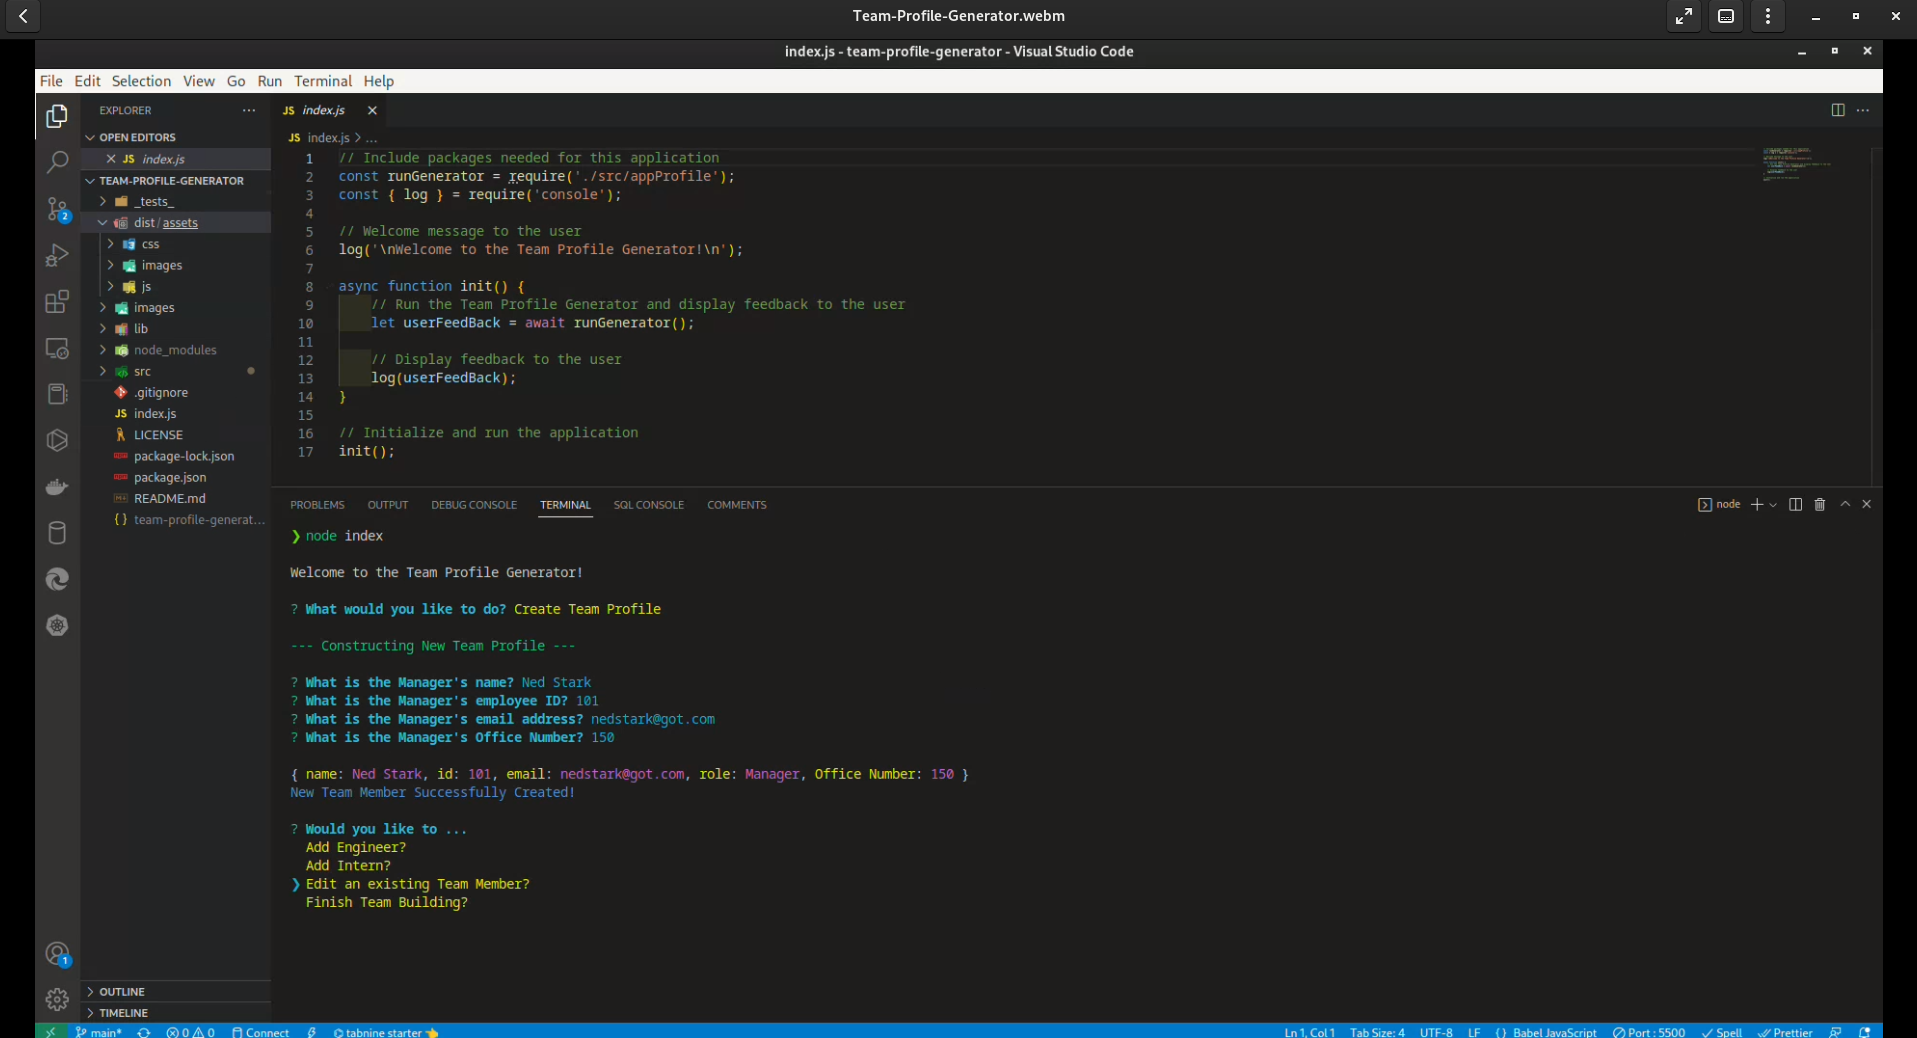 Team-Profile-Generator.webm
index.js - team-profile-generator - Visual Studio Code
File Edit Selection View Go Run Terminal Help
EXPLORER
OPEN EDITORS
JS index.js
TEAM-PROFILE-GENERATOR
_tests_
dist/assets
css
images
js
images
lib
node_modules
src
.gitignore
JS index.js
LICENSE
package-lock.json
package.json
README.md
{} team-profile-generat...
OUTLINE
TIMELINE
2
1
JS index.js
JS index.js > ...
1 // Include packages needed for this application
2 const runGenerator = require('./src/appProfile');
3 const { log } = require('console');
4
5 // Welcome message to the user
6 log('\nWelcome to the Team Profile Generator!\n');
7
8 async function init() {
9 // Run the Team Profile Generator and display feedback to the user
10 let userFeedBack = await runGenerator();
11
12 // Display feedback to the user
13 log(userFeedBack);
14 }
15
16 // Initialize and run the application
17 init();
PROBLEMS OUTPUT DEBUG CONSOLE TERMINAL SQL CONSOLE COMMENTS
node
❯ node index
Welcome to the Team Profile Generator!
? What would you like to do? Create Team Profile
--- Constructing New Team Profile ---
? What is the Manager's name? Ned Stark
? What is the Manager's employee ID? 101
? What is the Manager's email address? nedstark@got.com
? What is the Manager's Office Number? 150
{ name: Ned Stark, id: 101, email: nedstark@got.com, role: Manager, Office Number: 150 }
New Team Member Successfully Created!
? Would you like to ...
Add Engineer?
Add Intern?
❯ Edit an existing Team Member?
Finish Team Building?
main* 0 0 Connect tabnine starter Ln 1, Col 1 Tab Size: 4 UTF-8 LF {} Babel JavaScript Port : 5500 Spell Prettier